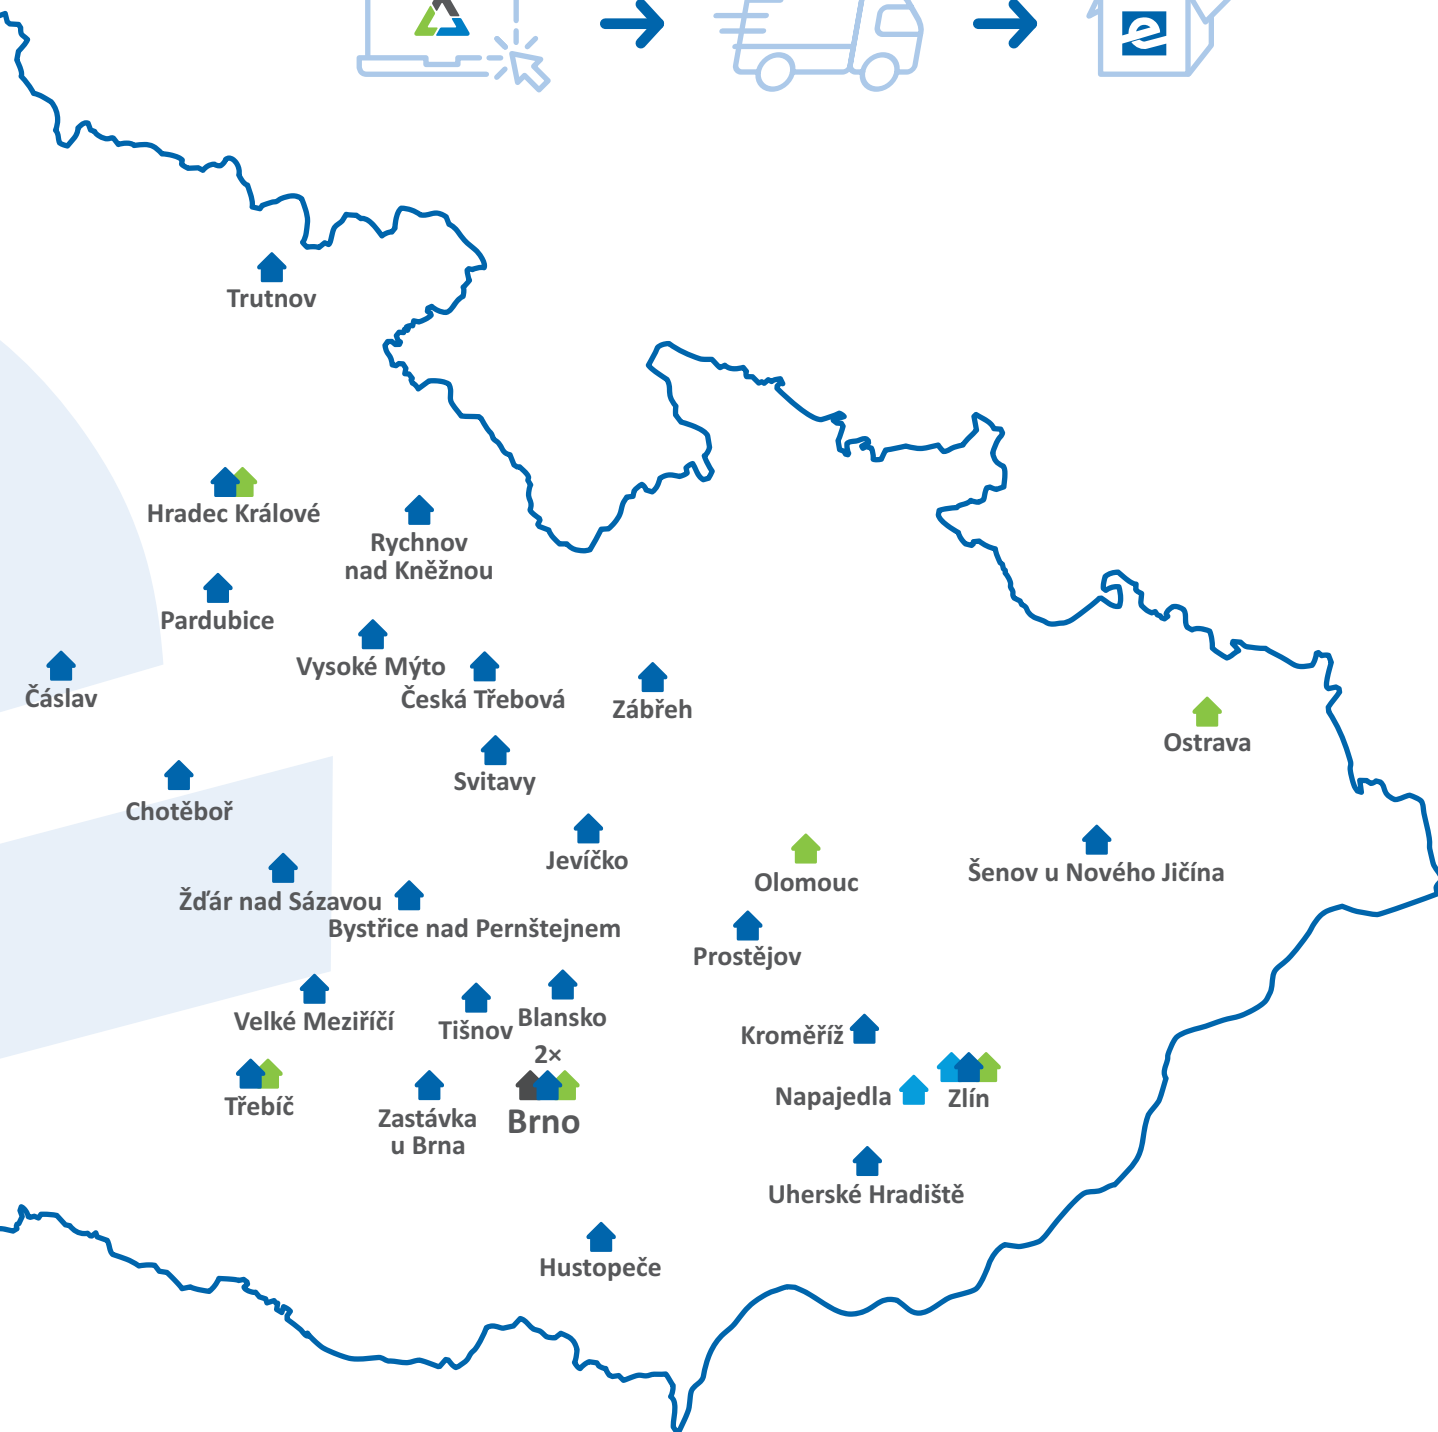 Trutnov
Hradec Králové
Rychnov
nad Kněžnou
Pardubice
Vysoké Mýto
Čáslav
Česká Třebová
Zábřeh
Ostrava
Svitavy
Chotěboř
Jevíčko
Olomouc
Šenov u Nového Jičína
Žďár nad Sázavou
Bystřice nad Pernštejnem
Prostějov
Velké Meziříčí
Tišnov
Blansko
Kroměříž
2×
Napajedla
Zlín
Třebíč
Zastávka
u Brna
Brno
Uherské Hradiště
Hustopeče